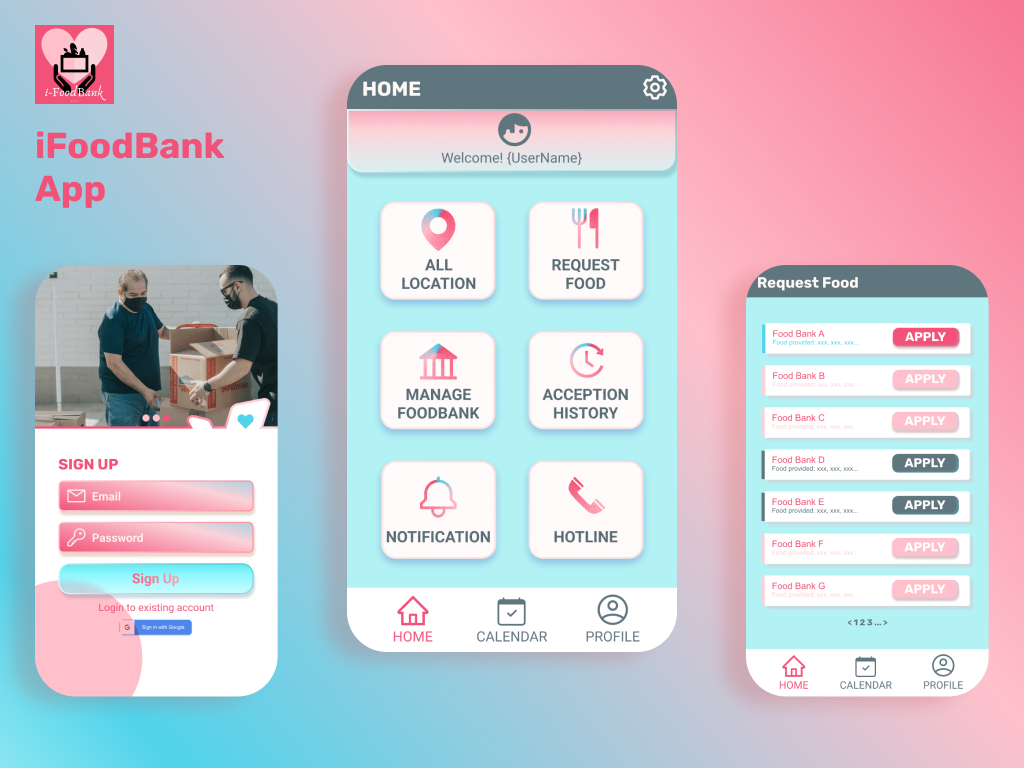 i-FoodBank
iFoodBank
App
SIGN UP
Email
Password
Sign Up
Login to existing account
G Sign in with Google
HOME
Welcome! {UserName}
ALL
LOCATION
REQUEST
FOOD
MANAGE
FOODBANK
ACCEPTION
HISTORY
NOTIFICATION
HOTLINE
HOME
CALENDAR
PROFILE
Request Food
Food Bank A
Food provided: xxx, xxx, xxx...
APPLY
Food Bank B
Food provided: xxx, xxx, xxx...
APPLY
Food Bank C
Food provided: xxx, xxx, xxx...
APPLY
Food Bank D
Food provided: xxx, xxx, xxx...
APPLY
Food Bank E
Food provided: xxx, xxx, xxx...
APPLY
Food Bank F
Food provided: xxx, xxx, xxx...
APPLY
Food Bank G
Food provided: xxx, xxx, xxx...
APPLY
< 1 2 3 ... >
HOME
CALENDAR
PROFILE